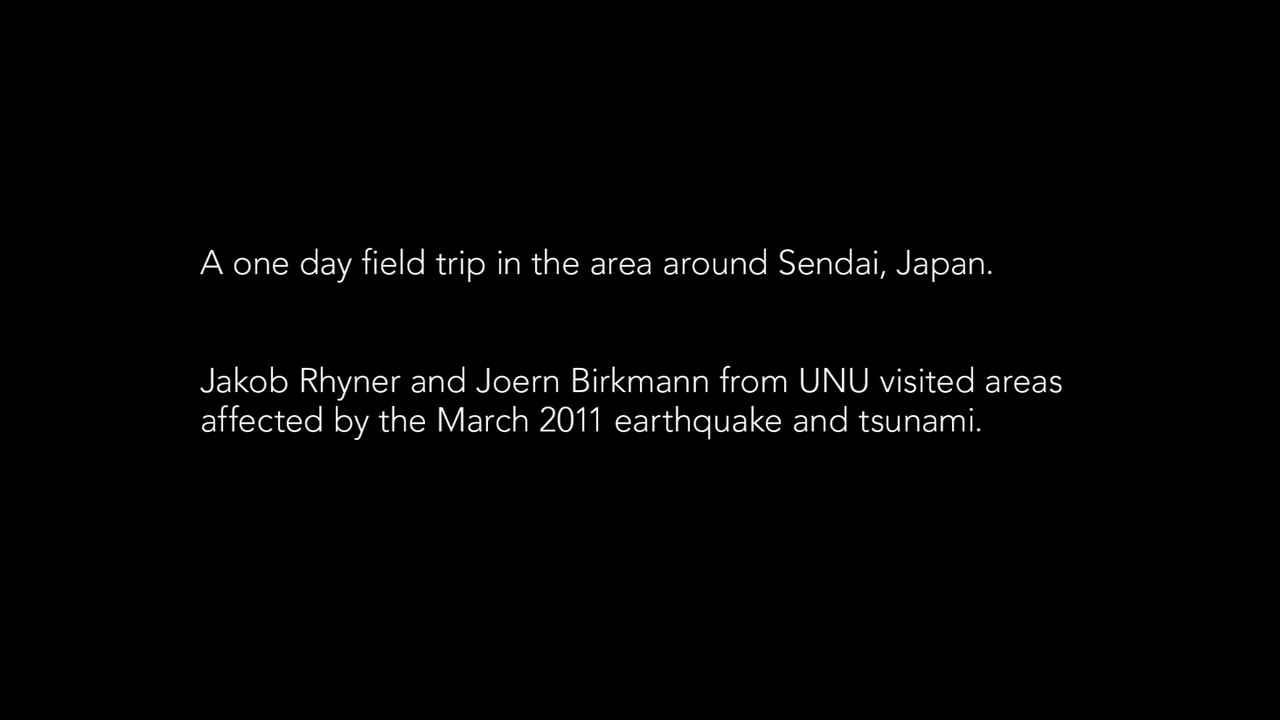 A one day field trip in the area around Sendai, Japan.
Jakob Rhyner and Joern Birkmann from UNU visited areas
affected by the March 2011 earthquake and tsunami.